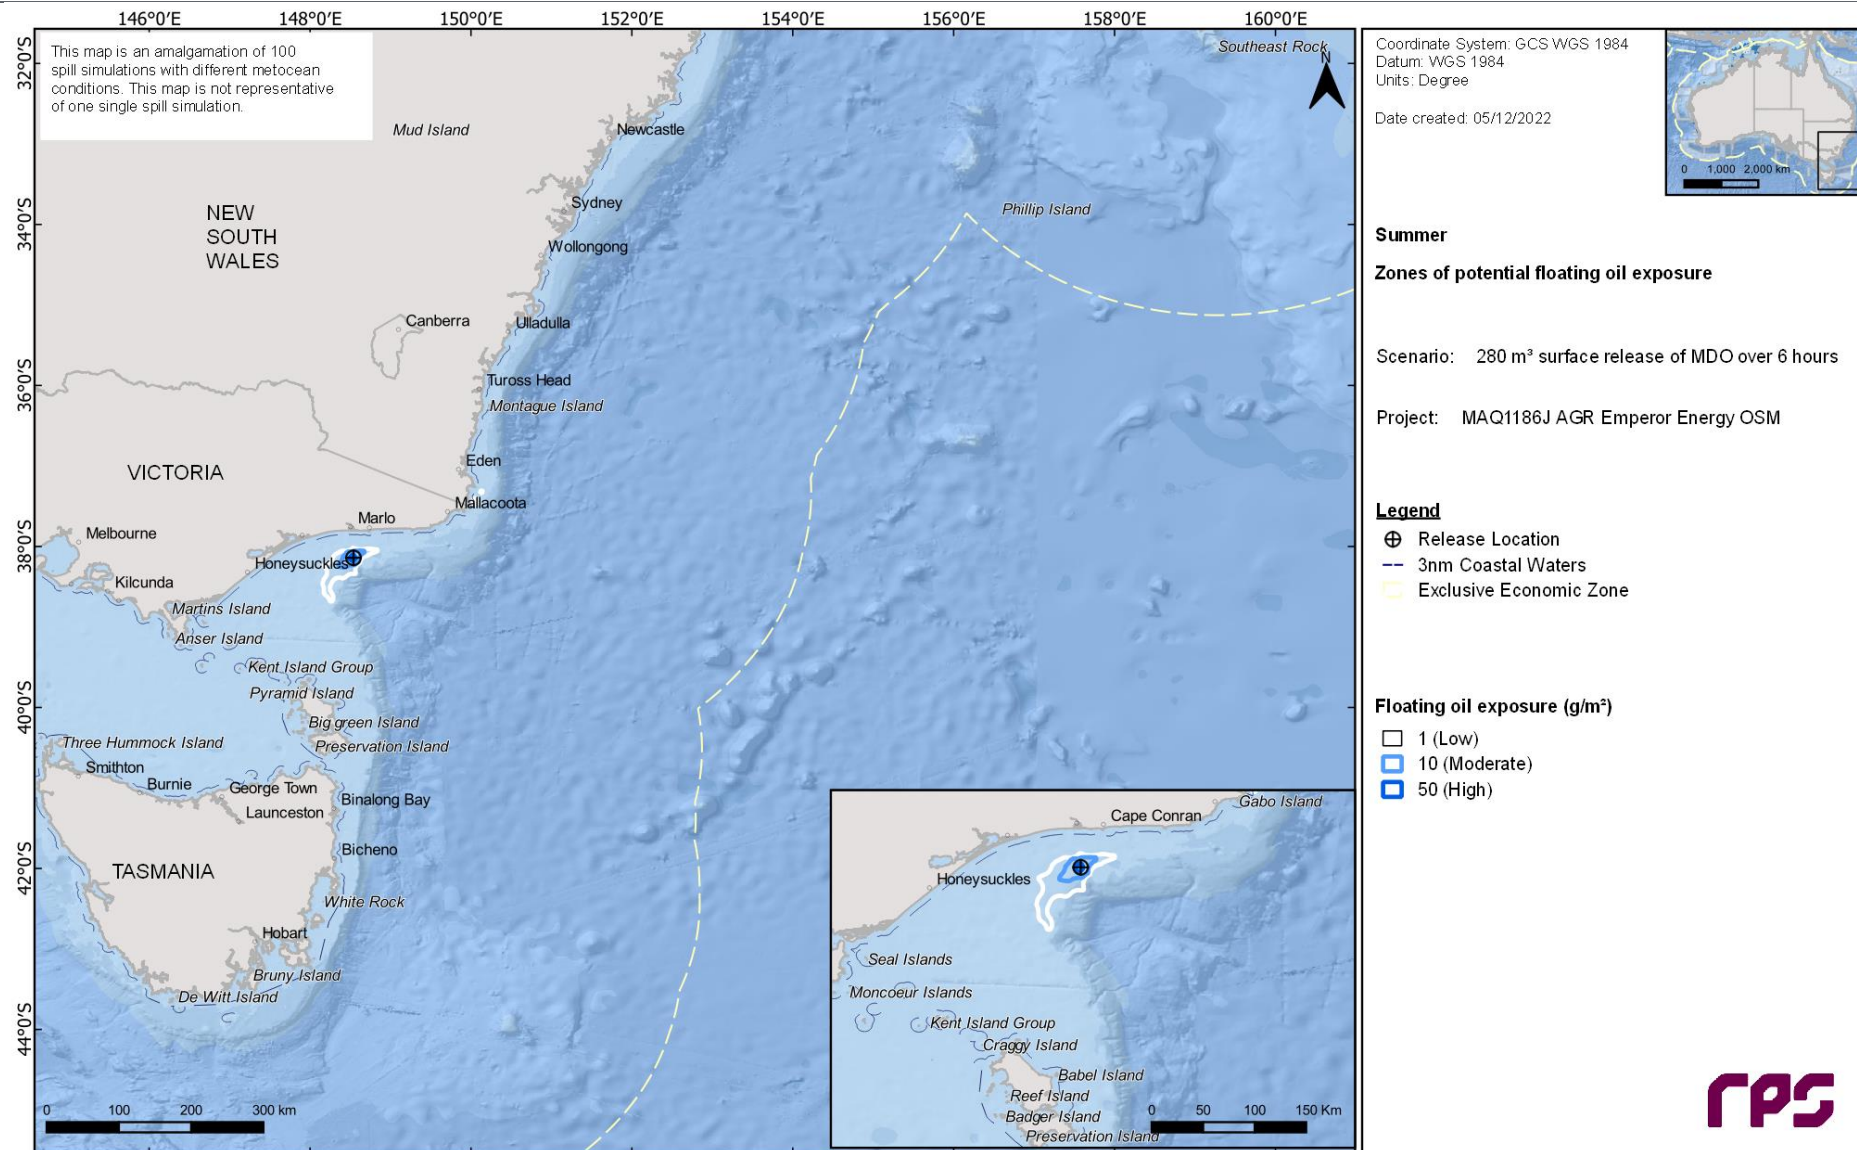 146°0'E 148°0'E 150°0'E 152°0'E 154°0'E 156°0'E 158°0'E 160°0'E
This map is an amalgamation of 100
spill simulations with different metocean
conditions. This map is not representative
of one single spill simulation.
32°0'S
34°0'S
36°0'S
38°0'S
40°0'S
42°0'S
44°0'S
Southeast Rock
N
Mud Island
Newcastle
Sydney
Phillip Island
NEW
SOUTH
WALES
Wollongong
Canberra
Ulladulla
Tuross Head
Montague Island
Eden
VICTORIA
Mallacoota
Marlo
Melbourne
Honeysuckles
Kilcunda
Martins Island
Anser Island
Kent Island Group
Pyramid Island
Big green Island
Three Hummock Island
Preservation Island
Smithton
Burnie
George Town
Binalong Bay
Launceston
Bicheno
TASMANIA
White Rock
Hobart
Bruny Island
De Witt Island
0 100 200 300 km
Gabo Island
Cape Conran
Honeysuckles
Seal Islands
Moncoeur Islands
Kent Island Group
Craggy Island
Babel Island
Reef Island
Badger Island
Preservation Island
0 50 100 150 Km
Coordinate System: GCS WGS 1984
Datum: WGS 1984
Units: Degree
Date created: 05/12/2022
0 1,000 2,000 km
Summer
Zones of potential floating oil exposure
Scenario: 280 m³ surface release of MDO over 6 hours
Project: MAQ1186J AGR Emperor Energy OSM
Legend
Release Location
3nm Coastal Waters
Exclusive Economic Zone
Floating oil exposure (g/m²)
1 (Low)
10 (Moderate)
50 (High)
rps